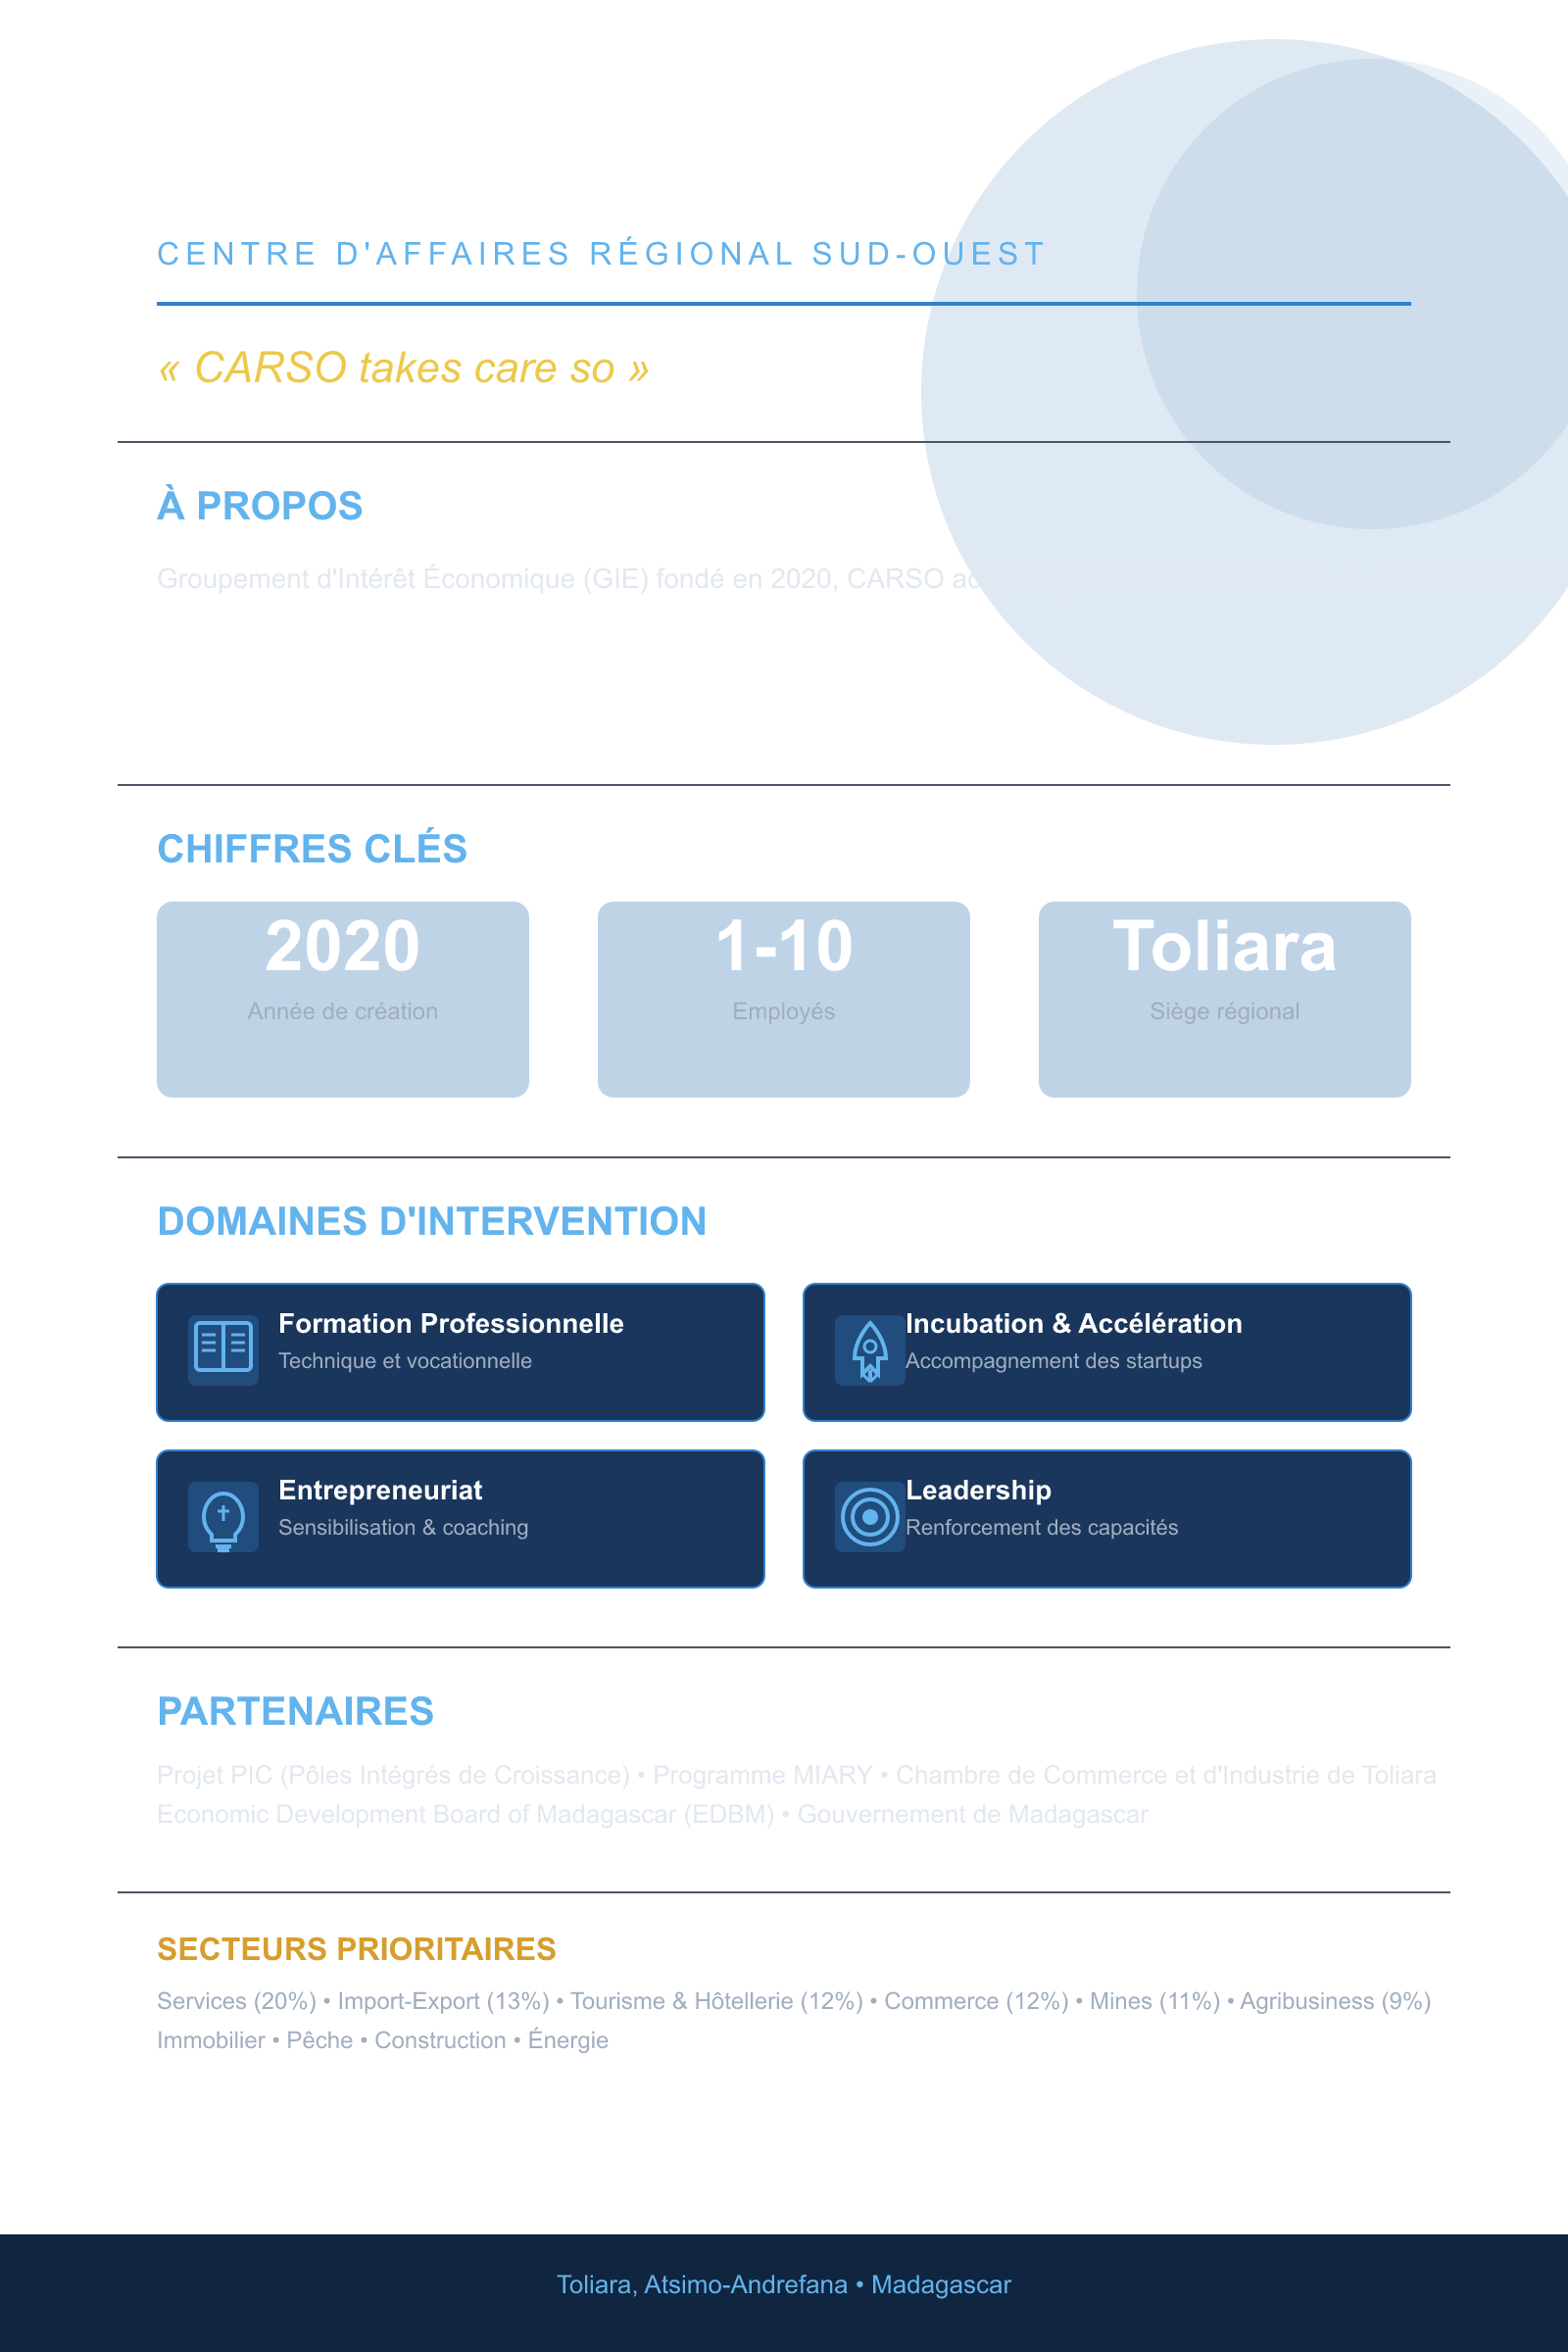 CENTRE D'AFFAIRES RÉGIONAL SUD-OUEST
« CARSO takes care so »
À PROPOS
Groupement d'Intérêt Économique (GIE) fondé en 2020, CARSO
CHIFFRES CLÉS
2020
Année de création
1-10
Employés
Toliara
Siège régional
DOMAINES D'INTERVENTION
Formation Professionnelle
Technique et vocationnelle
Incubation & Accélération
Accompagnement des startups
Entrepreneuriat
Sensibilisation & coaching
Leadership
Renforcement des capacités
PARTENAIRES
Projet PIC (Pôles Intégrés de Croissance) • Programme MIARY • Chambre de Commerce et d'Industrie de Toliara
Economic Development Board of Madagascar (EDBM) • Gouvernement de Madagascar
SECTEURS PRIORITAIRES
Services (20%) • Import-Export (13%) • Tourisme & Hôtellerie (12%) • Commerce (12%) • Mines (11%) • Agribusiness (9%)
Immobilier • Pêche • Construction • Énergie
Toliara, Atsimo-Andrefana • Madagascar